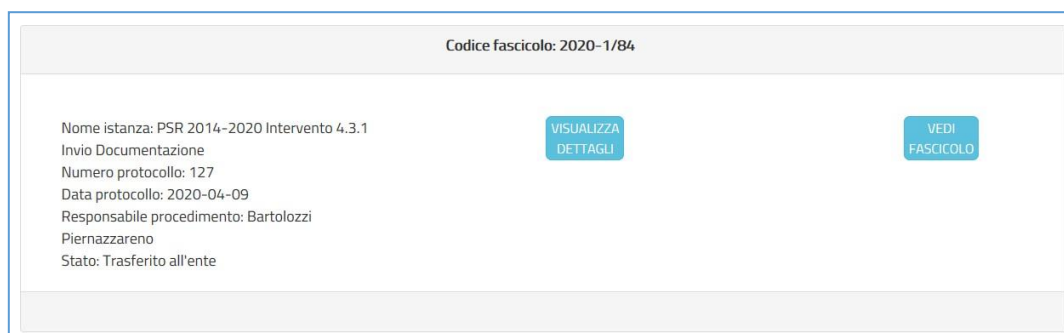 Codice fascicolo: 2020-1/84
Nome istanza: PSR 2014-2020 Intervento 4.3.1
Invio Documentazione
Numero protocollo: 127
Data protocollo: 2020-04-09
Responsabile procedimento: Bartolozzi
Piernazzareno
Stato: Trasferito all'ente
VISUALIZZA
DETTAGLI
VEDI
FASCICOLO